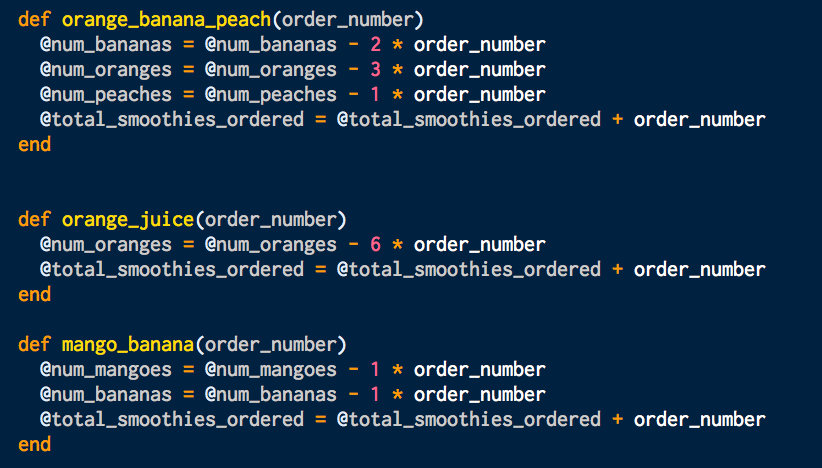 def orange_banana_peach(order_number)
  @num_bananas = @num_bananas - 2 * order_number
  @num_oranges = @num_oranges - 3 * order_number
  @num_peaches = @num_peaches - 1 * order_number
  @total_smoothies_ordered = @total_smoothies_ordered + order_number
end
def orange_juice(order_number)
  @num_oranges = @num_oranges - 6 * order_number
  @total_smoothies_ordered = @total_smoothies_ordered + order_number
end
def mango_banana(order_number)
  @num_mangoes = @num_mangoes - 1 * order_number
  @num_bananas = @num_bananas - 1 * order_number
  @total_smoothies_ordered = @total_smoothies_ordered + order_number
end